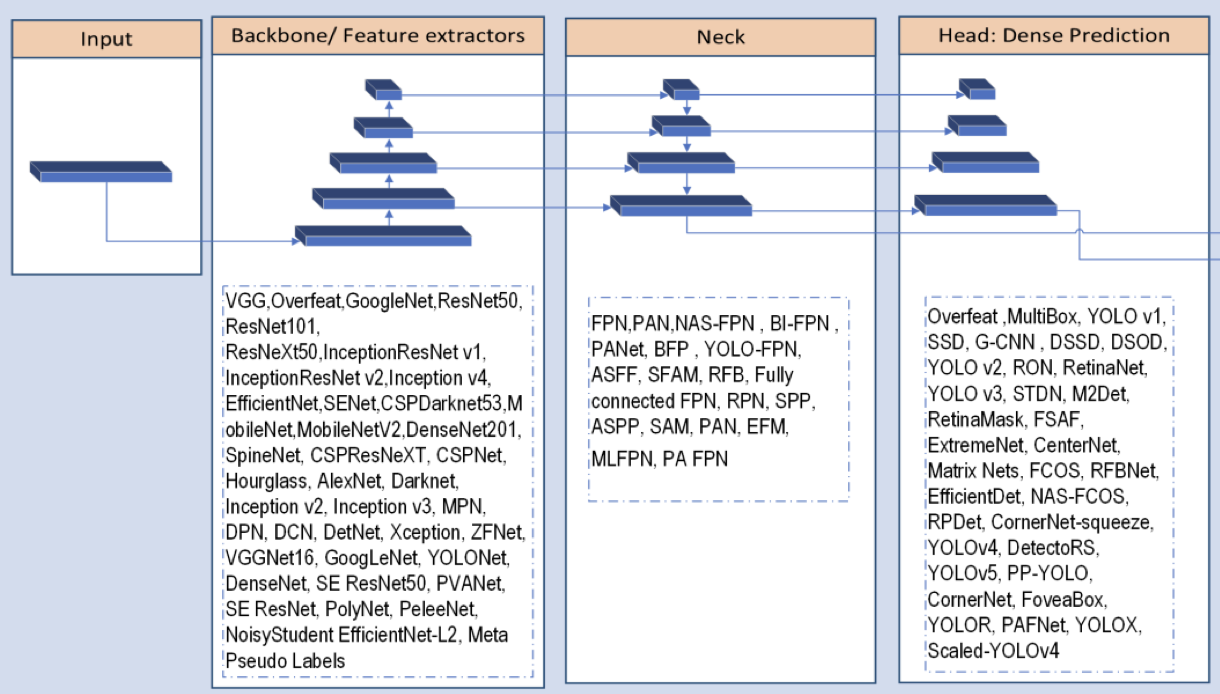 Input
Backbone/ Feature extractors
Neck
Head: Dense Prediction
VGG,Overfeat,GoogleNet,ResNet50,
ResNet101,
ResNeXt50,InceptionResNet v1,
InceptionResNet v2,Inception v4,
EfficientNet,SENet,CSPDarknet53,M
obileNet,MobileNetV2,DenseNet201,
SpineNet, CSPResNeXT, CSPNet,
Hourglass, AlexNet, Darknet,
Inception v2, Inception v3, MPN,
DPN, DCN, DetNet, Xception, ZFNet,
VGGNet16, GoogLeNet, YOLONet,
DenseNet, SE ResNet50, PVANet,
SE ResNet, PolyNet, PeleeNet,
NoisyStudent EfficientNet-L2, Meta
Pseudo Labels
FPN,PAN,NAS-FPN , BI-FPN ,
PANet, BFP , YOLO-FPN,
ASFF, SFAM, RFB, Fully
connected FPN, RPN, SPP,
ASPP, SAM, PAN, EFM,
MLFPN, PA FPN
Overfeat ,MultiBox, YOLO v1,
SSD, G-CNN , DSSD, DSOD,
YOLO v2, RON, RetinaNet,
YOLO v3, STDN, M2Det,
RetinaMask, FSAF,
ExtremeNet, CenterNet,
Matrix Nets, FCOS, RFBNet,
EfficientDet, NAS-FCOS,
RPDet, CornerNet-squeeze,
YOLOv4, DetectoRS,
YOLOv5, PP-YOLO,
CornerNet, FoveaBox,
YOLOR, PAFNet, YOLOX,
Scaled-YOLOv4